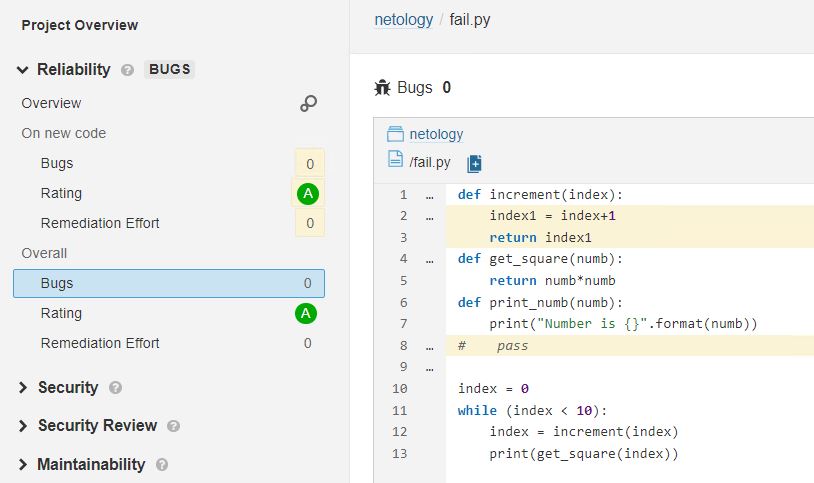 Project Overview
Reliability ? BUGS
Overview
On new code
Bugs 0
Rating A
Remediation Effort 0
Overall
Bugs 0
Rating A
Remediation Effort 0
Security ?
Security Review ?
Maintainability ?
netology / fail.py
Bugs 0
netology
/fail.py
1 … def increment(index):
2 …     index1 = index+1
3     return index1
4 … def get_square(numb):
5     return numb*numb
6 def print_numb(numb):
7     print("Number is {}".format(numb))
8 … #    pass
9 …
10 index = 0
11 while (index < 10):
12     index = increment(index)
13     print(get_square(index))